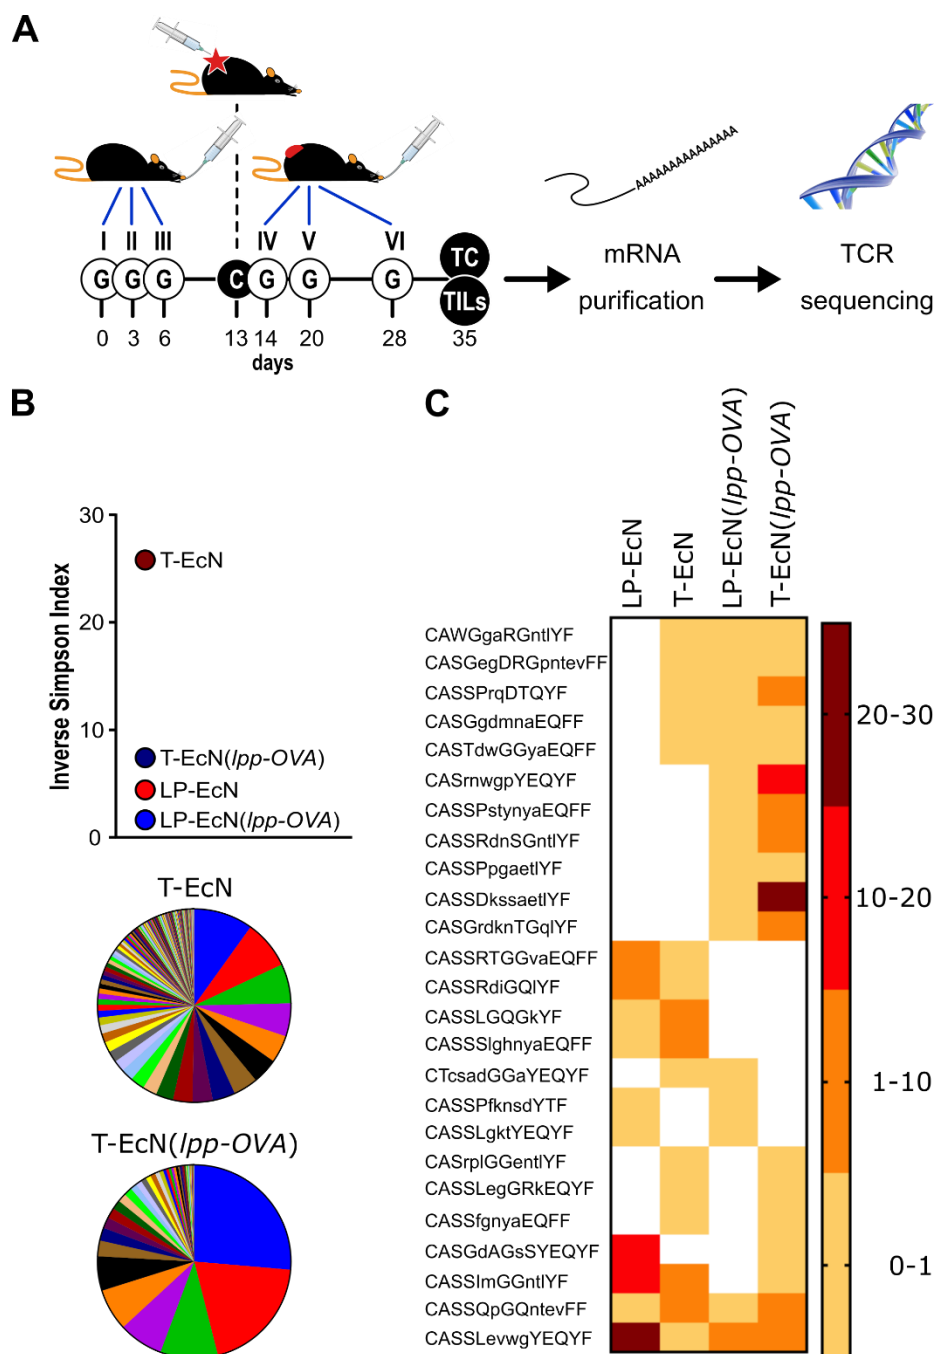 A
AAAAAAAAAAAAAA
I II III IV V VI
G G G C G G G TC
TILs
0 3 6 13 14 20 28 35
days
mRNA
purification
TCR
sequencing
B
Inverse Simpson Index
30
20
10
0
T-EcN
T-EcN(lpp-OVA)
LP-EcN
LP-EcN(lpp-OVA)
T-EcN
T-EcN(lpp-OVA)
C
LP-EcN
T-EcN
LP-EcN(lpp-OVA)
T-EcN(lpp-OVA)
CAWGgaRGntlYF
CASGegDRGpntevFF
CASSPrqDTQYF
CASGgdmnaEQFF
CASTdwGGyaEQFF
CASrnwgpYEQYF
CASSPstynyaEQFF
CASSRdnSGntlYF
CASSPpgaetlYF
CASSDkssaetlYF
CASGrdknTGqlYF
CASSRTGGvaEQFF
CASSRdiGQlYF
CASSLGQGkYF
CASSSlghnyaEQFF
CTcsadGGaYEQYF
CASSPfknsdYTF
CASSLgktYEQYF
CASrplGGentlYF
CASSLegGRkEQYF
CASSfgnyaEQFF
CASGdAGsSYEQYF
CASSImGGntlYF
CASSQpGQntevFF
CASSLevwgYEQYF
20-30
10-20
1-10
0-1